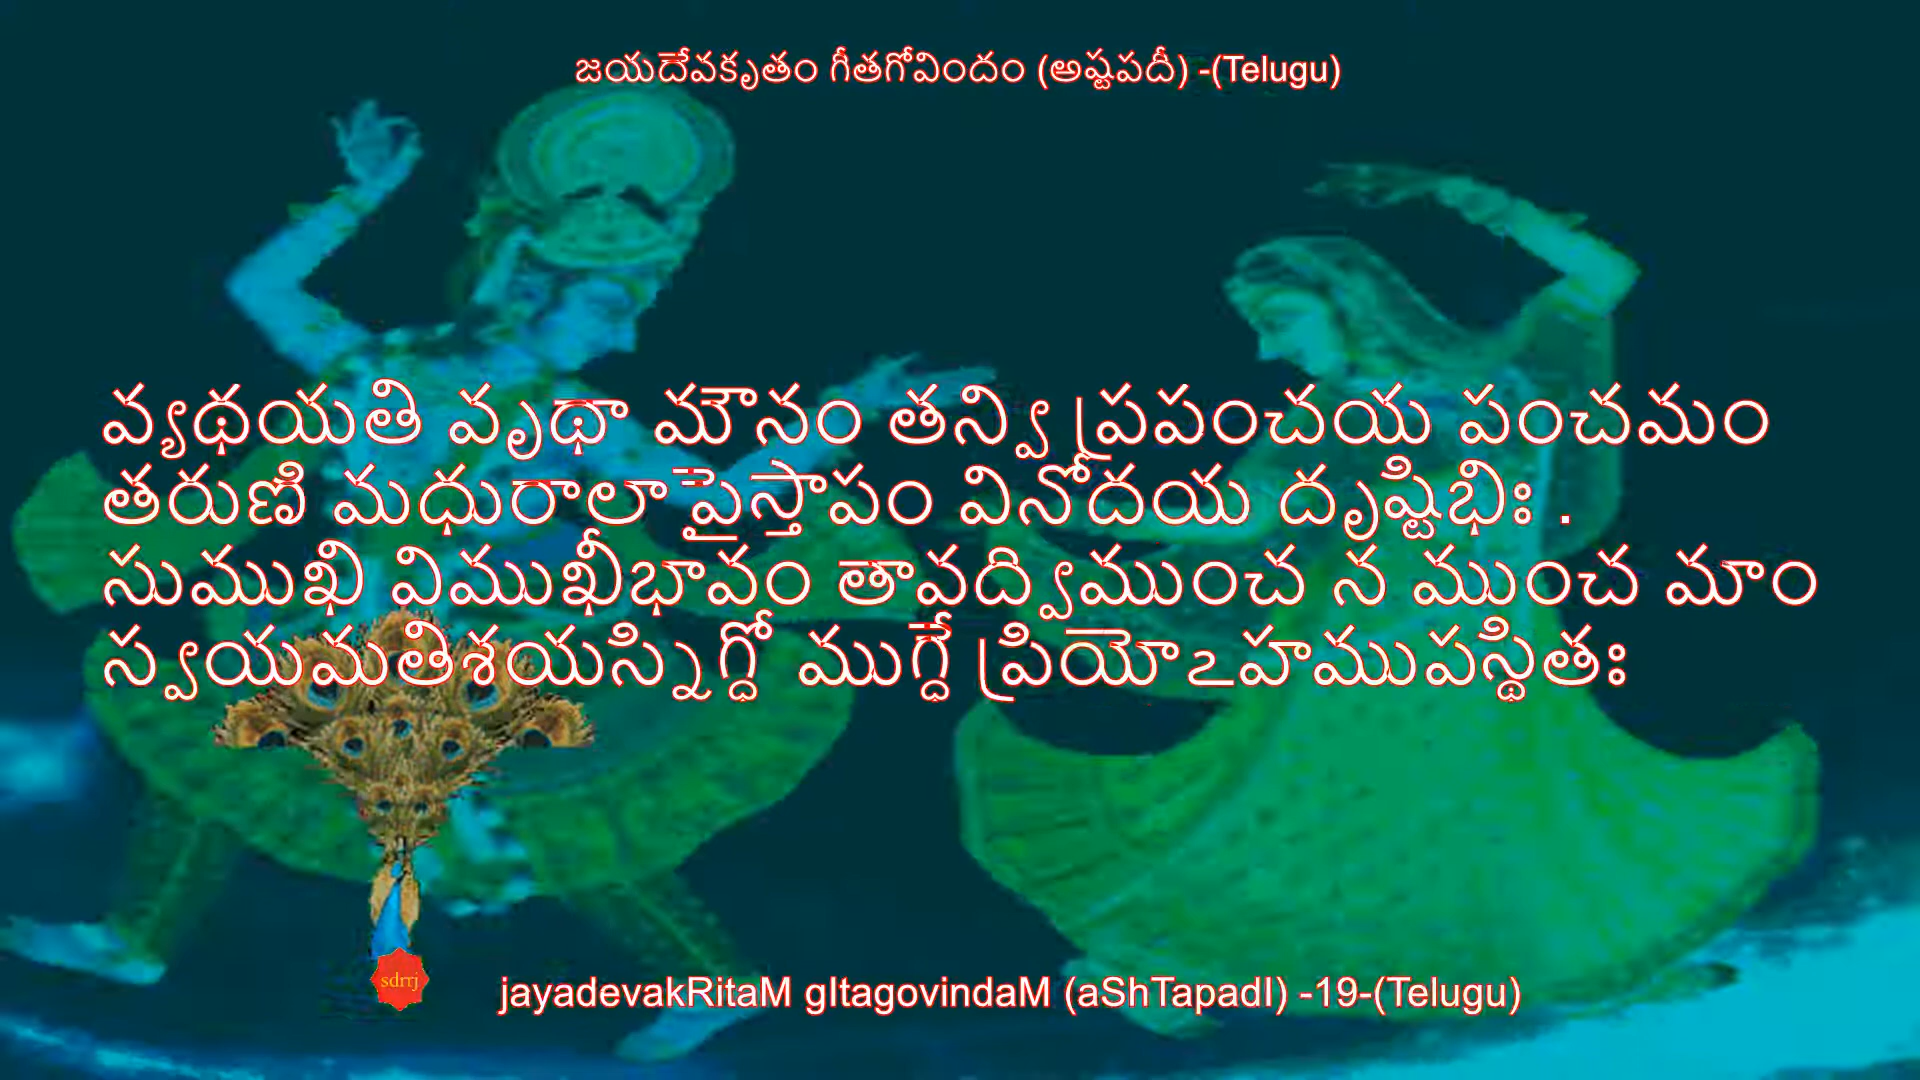 జయదేవకృతం గీతగోవిందం (అష్టపదీ) -(Telugu)
వ్యథయతి వృథా మౌనం తన్వి ప్రపంచయ పంచమం
తరుణి మధురాలాపైస్తాపం వినోదయ దృష్టిభిః .
సుముఖి విముఖీభావం తావద్విముంచ న ముంచ మాం
స్వయమతిశయస్నిగ్దో ముగ్దే ప్రియోఽహముపస్థితః
sdrrj
jayadevakRitaM gItagovindaM (aShTapadI) -19-(Telugu)